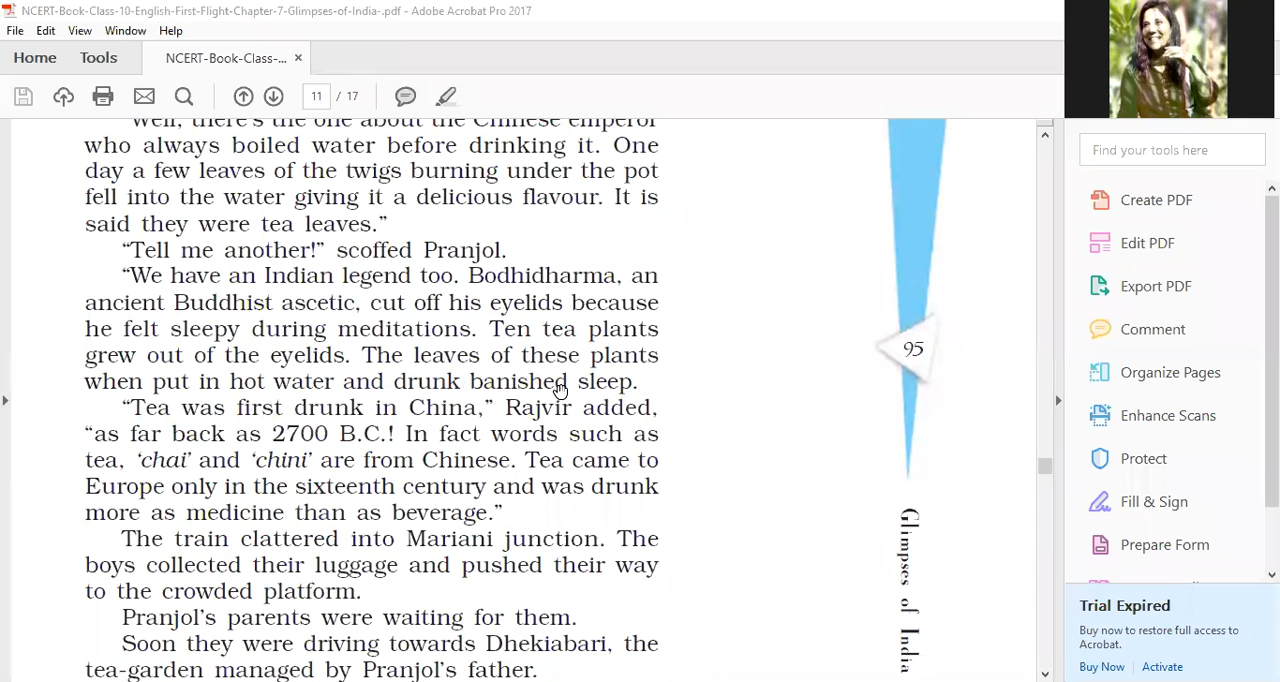 NCERT-Book-Class-10-English-First-Flight-Chapter-7-Glimpses-of-India-.pdf - Adobe Acrobat Pro 2017
File Edit View Window Help
Home Tools NCERT-Book-Class-... ×
11 / 17
"Well, there's the one about the Chinese emperor
who always boiled water before drinking it. One
day a few leaves of the twigs burning under the pot
fell into the water giving it a delicious flavour. It is
said they were tea leaves."
"Tell me another!" scoffed Pranjol.
"We have an Indian legend too. Bodhidharma, an
ancient Buddhist ascetic, cut off his eyelids because
he felt sleepy during meditations. Ten tea plants
grew out of the eyelids. The leaves of these plants
when put in hot water and drunk banished sleep.
"Tea was first drunk in China," Rajvir added,
"as far back as 2700 B.C.! In fact words such as
tea, 'chai' and 'chini' are from Chinese. Tea came to
Europe only in the sixteenth century and was drunk
more as medicine than as beverage."
The train clattered into Mariani junction. The
boys collected their luggage and pushed their way
to the crowded platform.
Pranjol's parents were waiting for them.
Soon they were driving towards Dhekiabari, the
tea-garden managed by Pranjol's father.
95
Glimpses of India
Find your tools here
Create PDF
Edit PDF
Export PDF
Comment
Organize Pages
Enhance Scans
Protect
Fill & Sign
Prepare Form
Trial Expired
Buy now to restore full access to
Acrobat.
Buy Now Activate